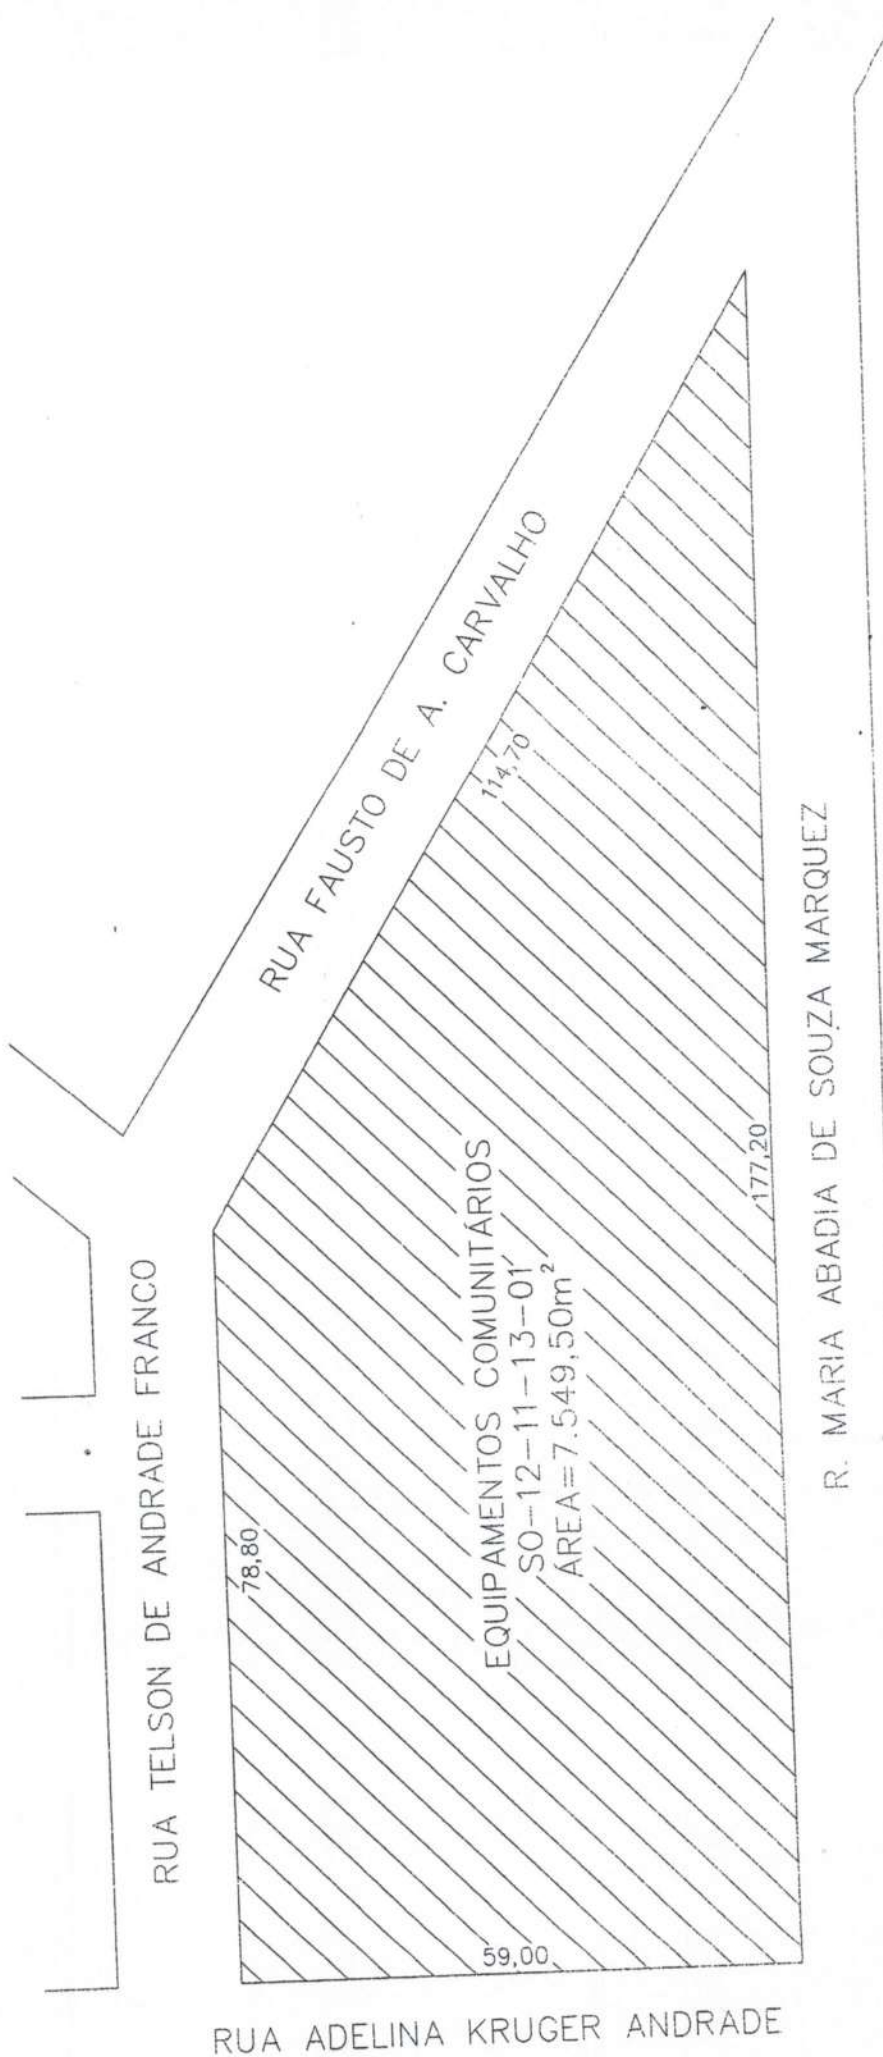 RUA FAUSTO DE A. CARVALHO
114,70
RUA TELSON DE ANDRADE FRANCO
78,80
EQUIPAMENTOS COMUNITÁRIOS
SO-12-11-13-01
ÁREA=7.549,50m²
177,20
R. MARIA ABADIA DE SOUZA MARQUEZ
59,00
RUA ADELINA KRUGER ANDRADE